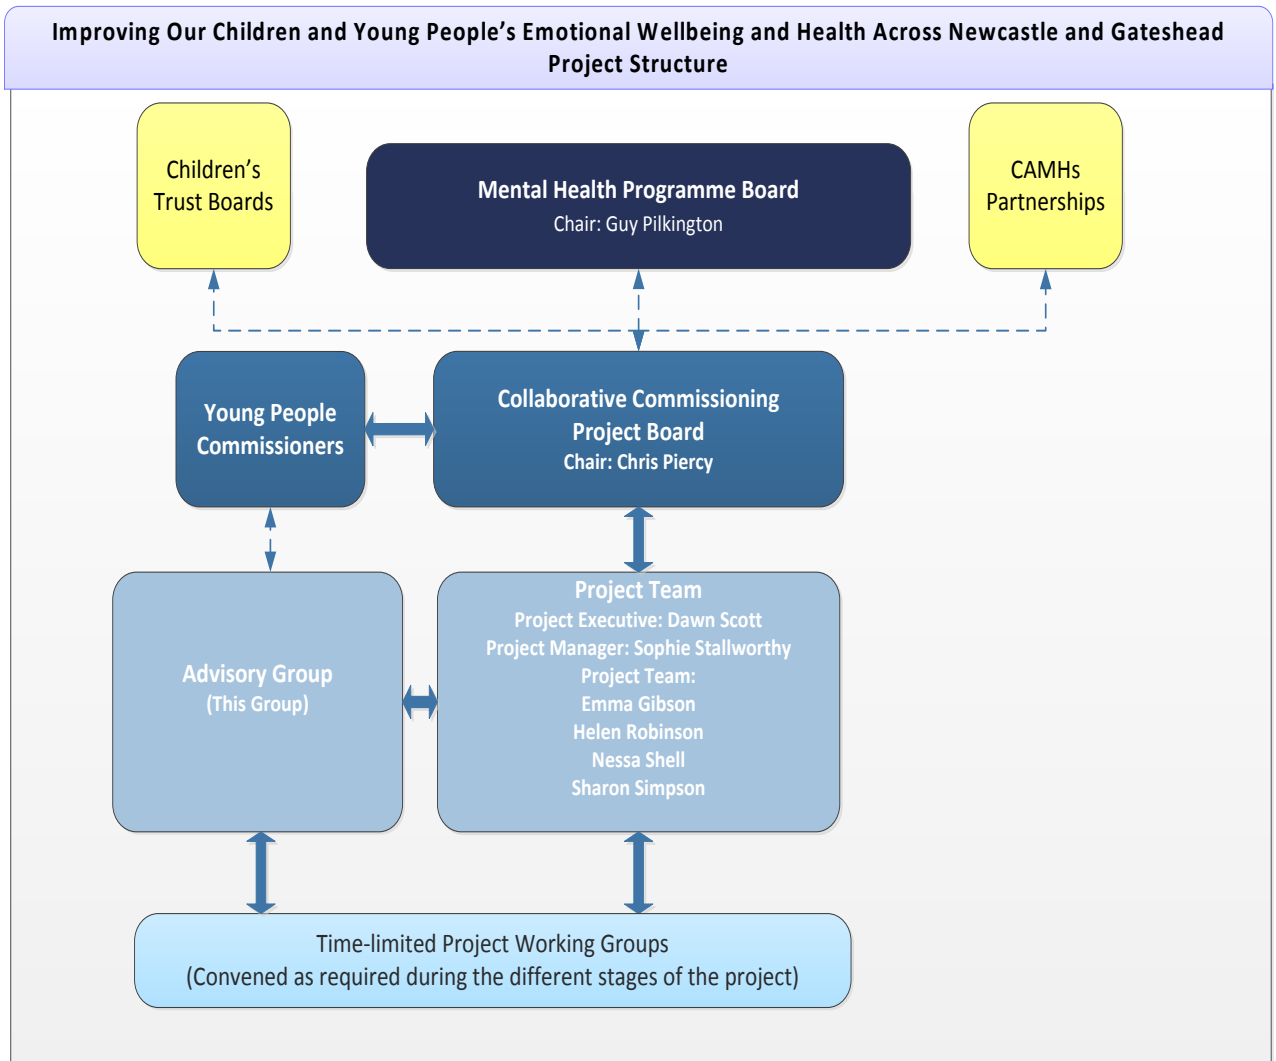 Improving Our Children and Young People's Emotional Wellbeing and Health Across Newcastle and Gateshead
Project Structure
Children's
Trust Boards
Mental Health Programme Board
Chair: Guy Pilkington
CAMHs
Partnerships
Young People
Commissioners
Collaborative Commissioning
Project Board
Chair: Chris Piercy
Advisory Group
(This Group)
Project Team
Project Executive: Dawn Scott
Project Manager: Sophie Stallworthy
Project Team:
Emma Gibson
Helen Robinson
Nessa Shell
Sharon Simpson
Time-limited Project Working Groups
(Convened as required during the different stages of the project)